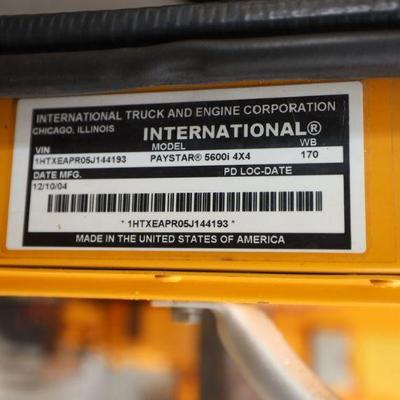 INTERNATIONAL TRUCK AND ENGINE CORPORATION
CHICAGO, ILLINOIS INTERNATIONAL®
VIN MODEL WB
1HTXEAPR05J144193 PAYSTAR® 5600i 4X4 170
DATE MFG. PD LOC-DATE
12/10/04
* 1HTXEAPR05J144193 *
MADE IN THE UNITED STATES OF AMERICA